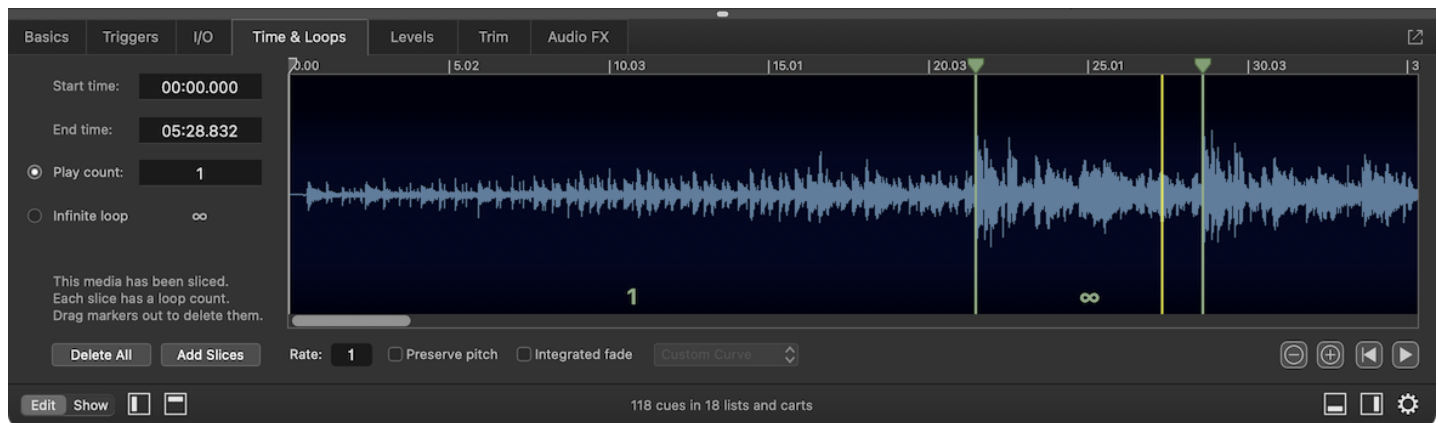 Basics Triggers I/O Time & Loops Levels Trim Audio FX
0.00 5.02 10.03 15.01 20.03 25.01 30.03 3
Start time: 00:00.000
End time: 05:28.832
Play count: 1
Infinite loop ∞
This media has been sliced.
Each slice has a loop count.
Drag markers out to delete them.
1 ∞
Delete All Add Slices Rate: 1 Preserve pitch Integrated fade Custom Curve
Edit Show 118 cues in 18 lists and carts